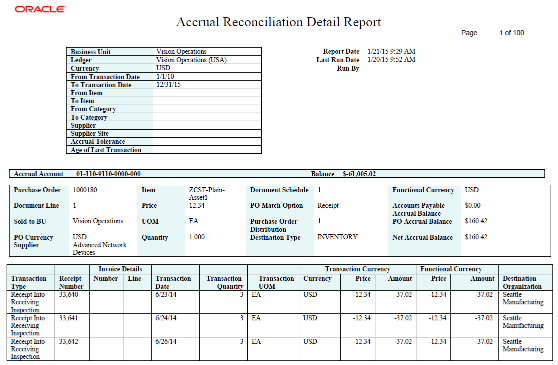 ORACLE
Accrual Reconciliation Detail Report
Page 1 of 100
Business Unit Vision Operations
Ledger Vision Operations (USA)
Currency USD
From Transaction Date 1/1/10
To Transaction Date 12/31/15
From Item
To Item
From Category
To Category
Supplier
Supplier Site
Accrual Tolerance
Age of Last Transaction
Report Date 1/21/15 9:29 AM
Last Run Date 1/20/15 9:52 AM
Run By
Accrual Account 01-110-0110-0000-000 Balance $-61,005.02
Purchase Order 1000180 Item ZCST-Plain-Asset1 Document Schedule 1 Functional Currency USD
Document Line 1 Price 12.34 PO Match Option Receipt Accounts Payable Accrual Balance $0.00
Sold to BU Vision Operations UOM EA Purchase Order Distribution 1 PO Accrual Balance $160.42
PO Currency USD Quantity 1,000 Destination Type INVENTORY Net Accrual Balance $160.42
Supplier Advanced Network Devices
Invoice Details Transaction Currency Functional Currency
Transaction Type Receipt Number Number Line Transaction Date Transaction Quantity Transaction UOM Currency Price Amount Price Amount Destination Organization
Receipt Into Receiving Inspection 33,640 6/23/14 3 EA USD -12.34 -37.02 -12.34 -37.02 Seattle Manufacturing
Receipt Into Receiving Inspection 33,641 6/24/14 3 EA USD -12.34 -37.02 -12.34 -37.02 Seattle Manufacturing
Receipt Into Receiving Inspection 33,642 6/26/14 3 EA USD -12.34 -37.02 -12.34 -37.02 Seattle Manufacturing